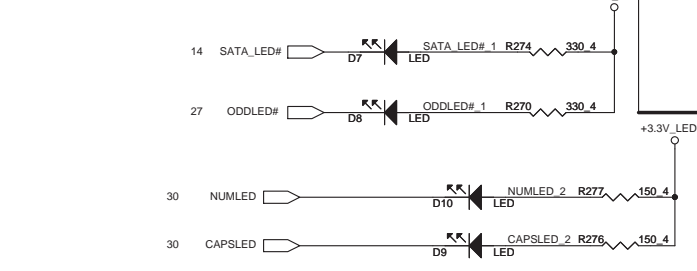 14 SATA_LED# D7 LED SATA_LED#_1 R274 330_4
27 ODDLED# D8 LED ODDLED#_1 R270 330_4
+3.3V_LED
30 NUMLED D10 LED NUMLED_2 R277 150_4
30 CAPSLED D9 LED CAPSLED_2 R276 150_4